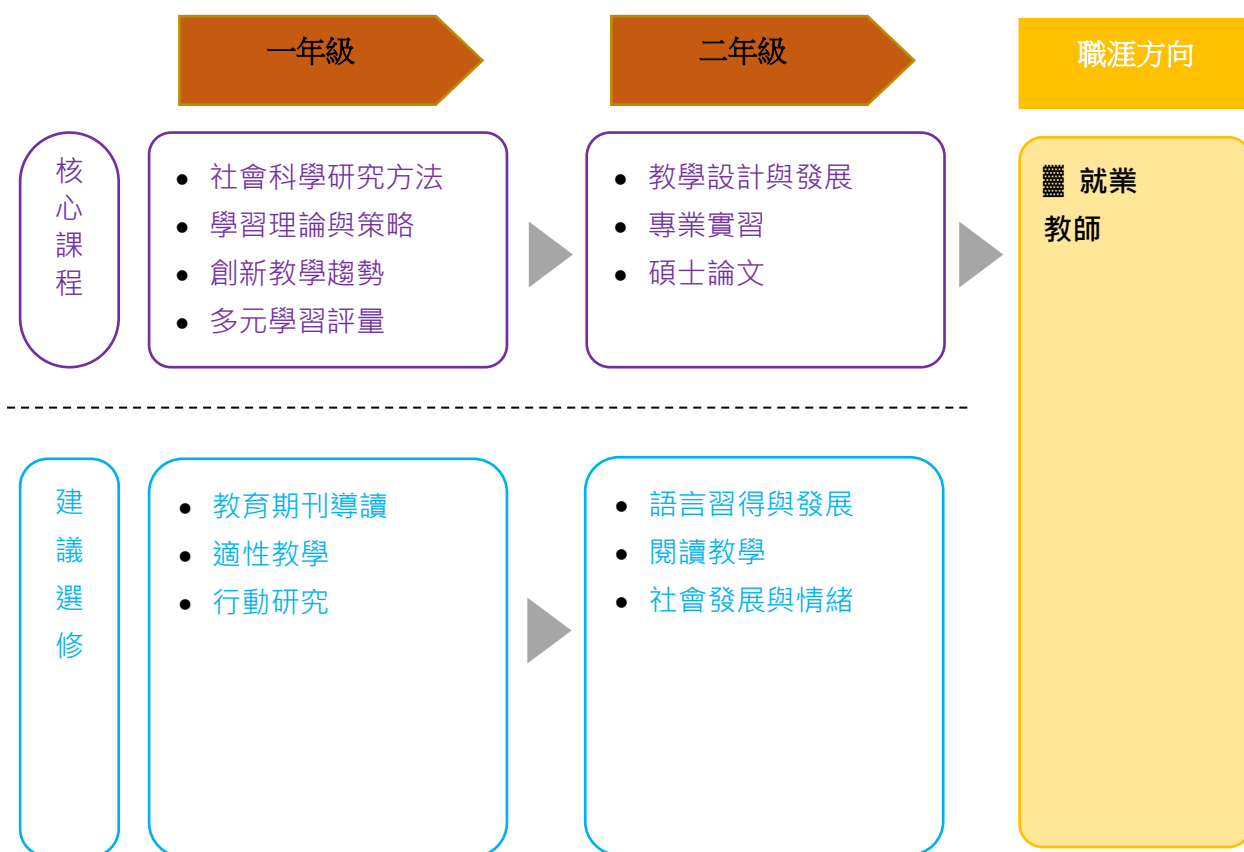 一年級
二年級
職涯方向
核
心
課
程
• 社會科學研究方法
• 學習理論與策略
• 創新教學趨勢
• 多元學習評量
• 教學設計與發展
• 專業實習
• 碩士論文
▓ 就業
教師
建
議
選
修
• 教育期刊導讀
• 適性教學
• 行動研究
• 語言習得與發展
• 閱讀教學
• 社會發展與情緒